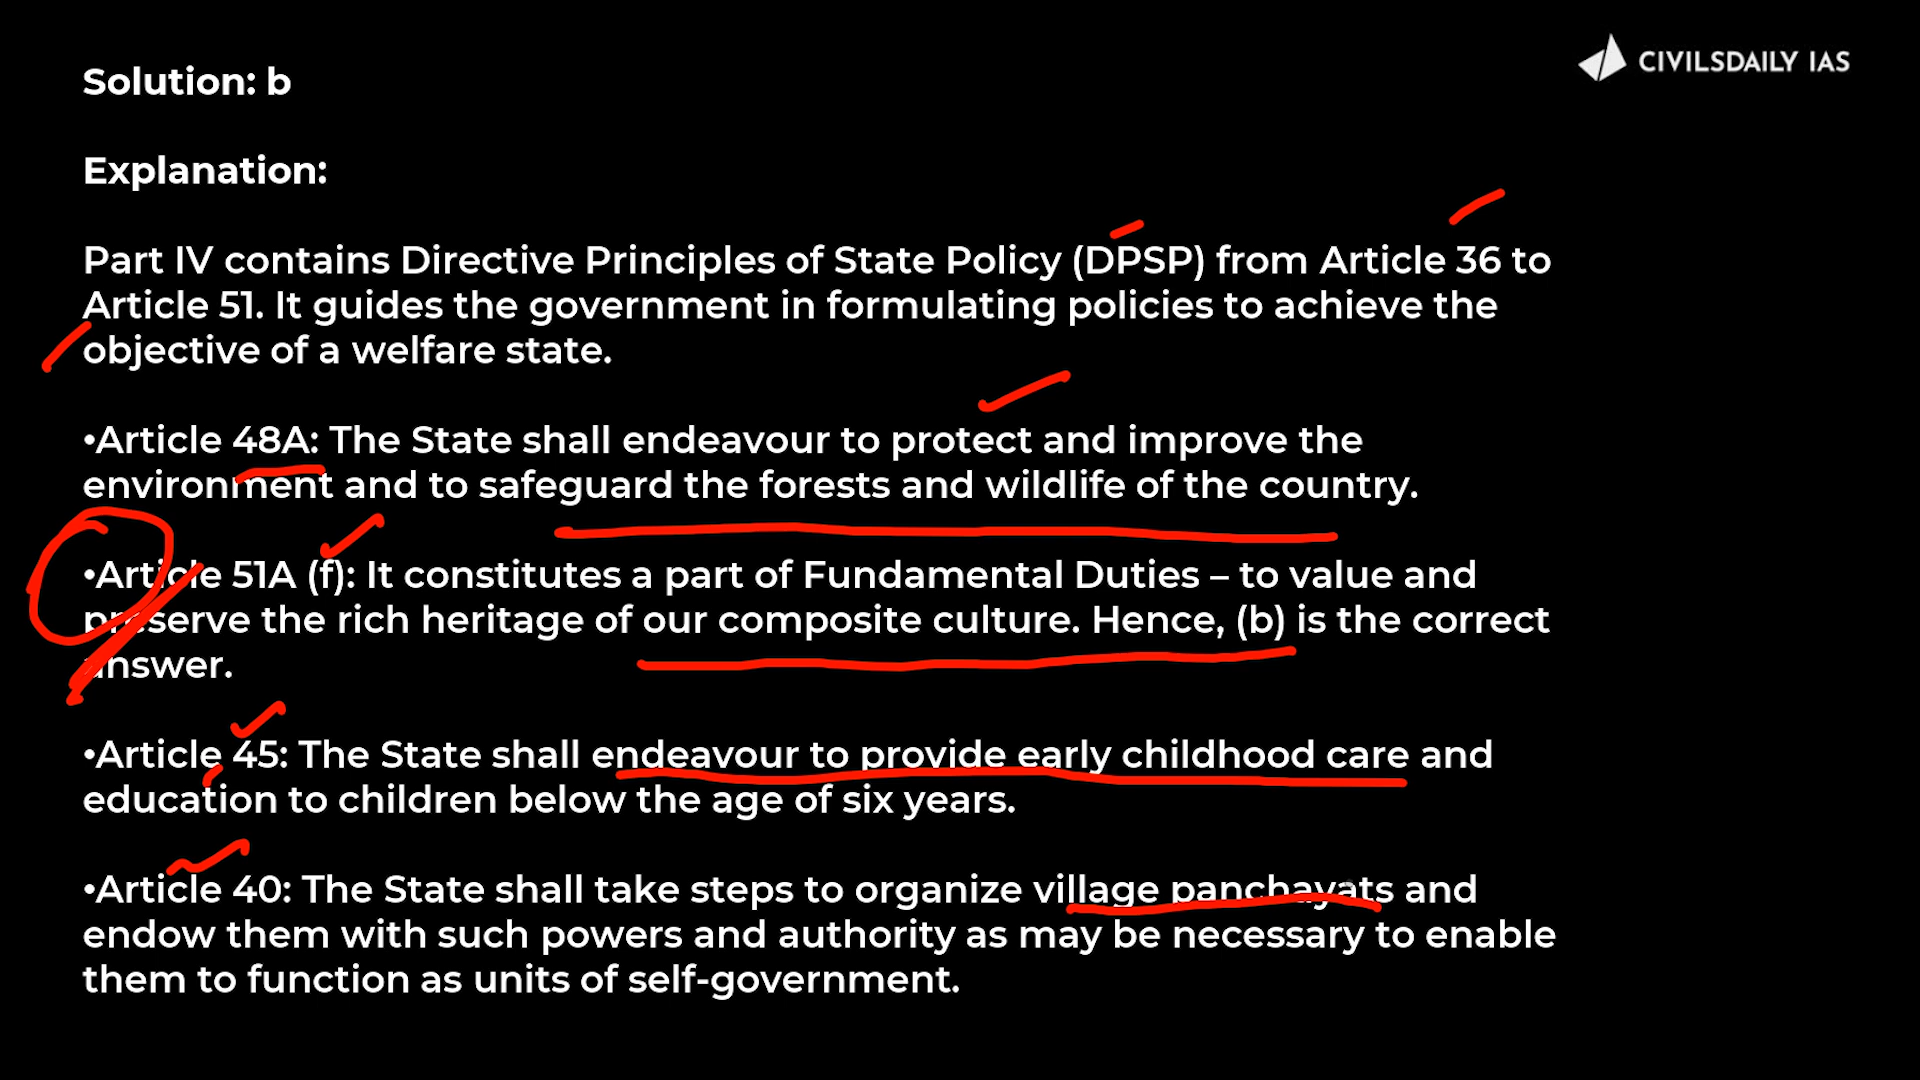 Solution: b
CIVILSDAILY IAS
Explanation:
Part IV contains Directive Principles of State Policy (DPSP) from Article 36 to
Article 51. It guides the government in formulating policies to achieve the
objective of a welfare state.
•Article 48A: The State shall endeavour to protect and improve the
environment and to safeguard the forests and wildlife of the country.
•Article 51A (f): It constitutes a part of Fundamental Duties – to value and
preserve the rich heritage of our composite culture. Hence, (b) is the correct
answer.
•Article 45: The State shall endeavour to provide early childhood care and
education to children below the age of six years.
•Article 40: The State shall take steps to organize village panchayats and
endow them with such powers and authority as may be necessary to enable
them to function as units of self-government.